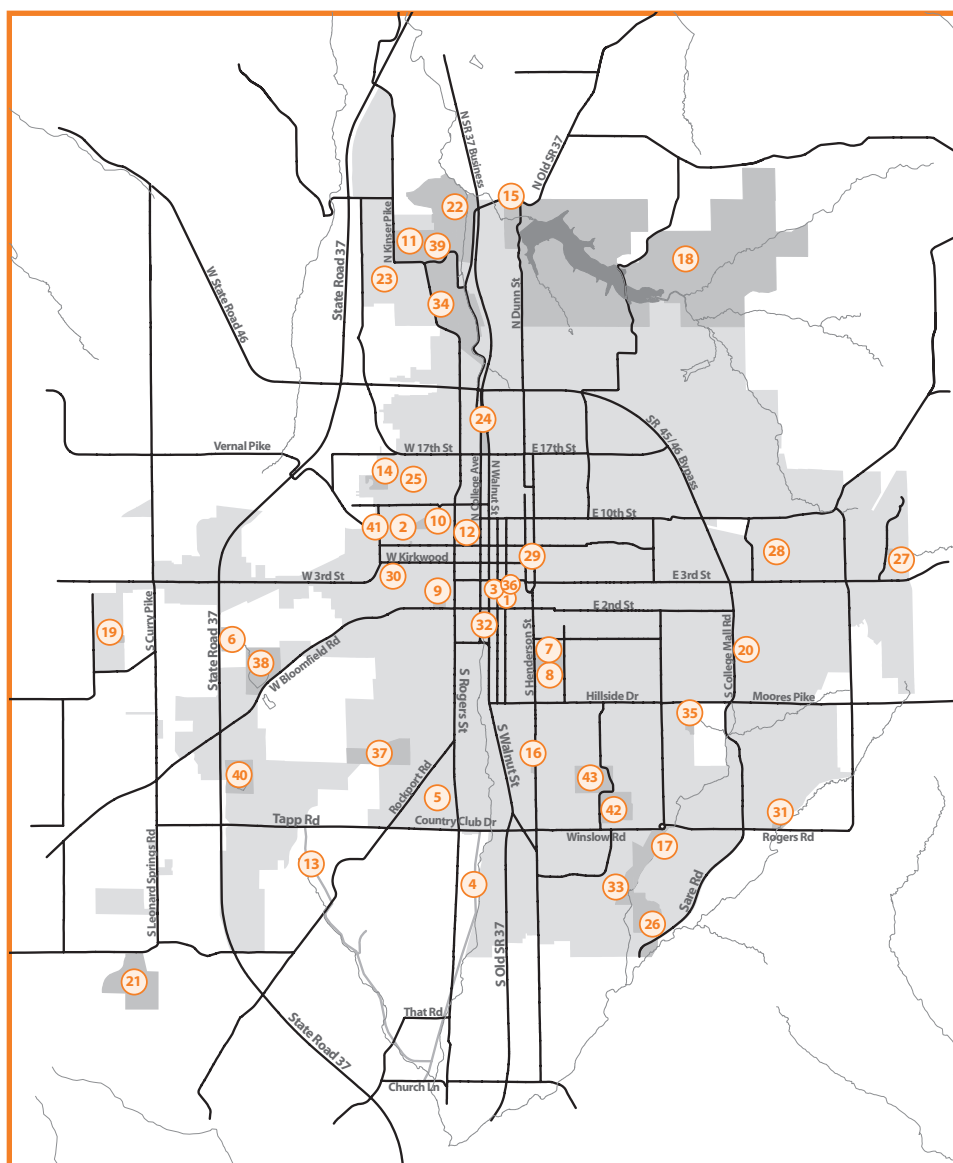 N SR 37 Business
N Old SR 37
15
22
N Kinser Pike
11
39
18
State Road 37
23
N Dunn St
W State Road 46
34
24
SR 45/46 Bypass
Vernal Pike
W 17th St
E 17th St
N College Ave
N Walnut St
14
25
10
E 10th St
41
2
12
29
28
27
W Kirkwood
W 3rd St
30
36
E 3rd St
9
3
1
E 2nd St
S Curry Pike
19
State Road 37
6
32
S Henderson St
7
S College Mall Rd
20
38
W Bloomfield Rd
8
S Rogers St
Hillside Dr
Moores Pike
35
S Walnut St
37
16
40
43
Rockport Rd
5
42
31
Tapp Rd
Country Club Dr
Winslow Rd
Rogers Rd
17
13
S Leonard Springs Rd
4
33
Sare Rd
26
S Old SR 37
21
That Rd
State Road 37
Church Ln